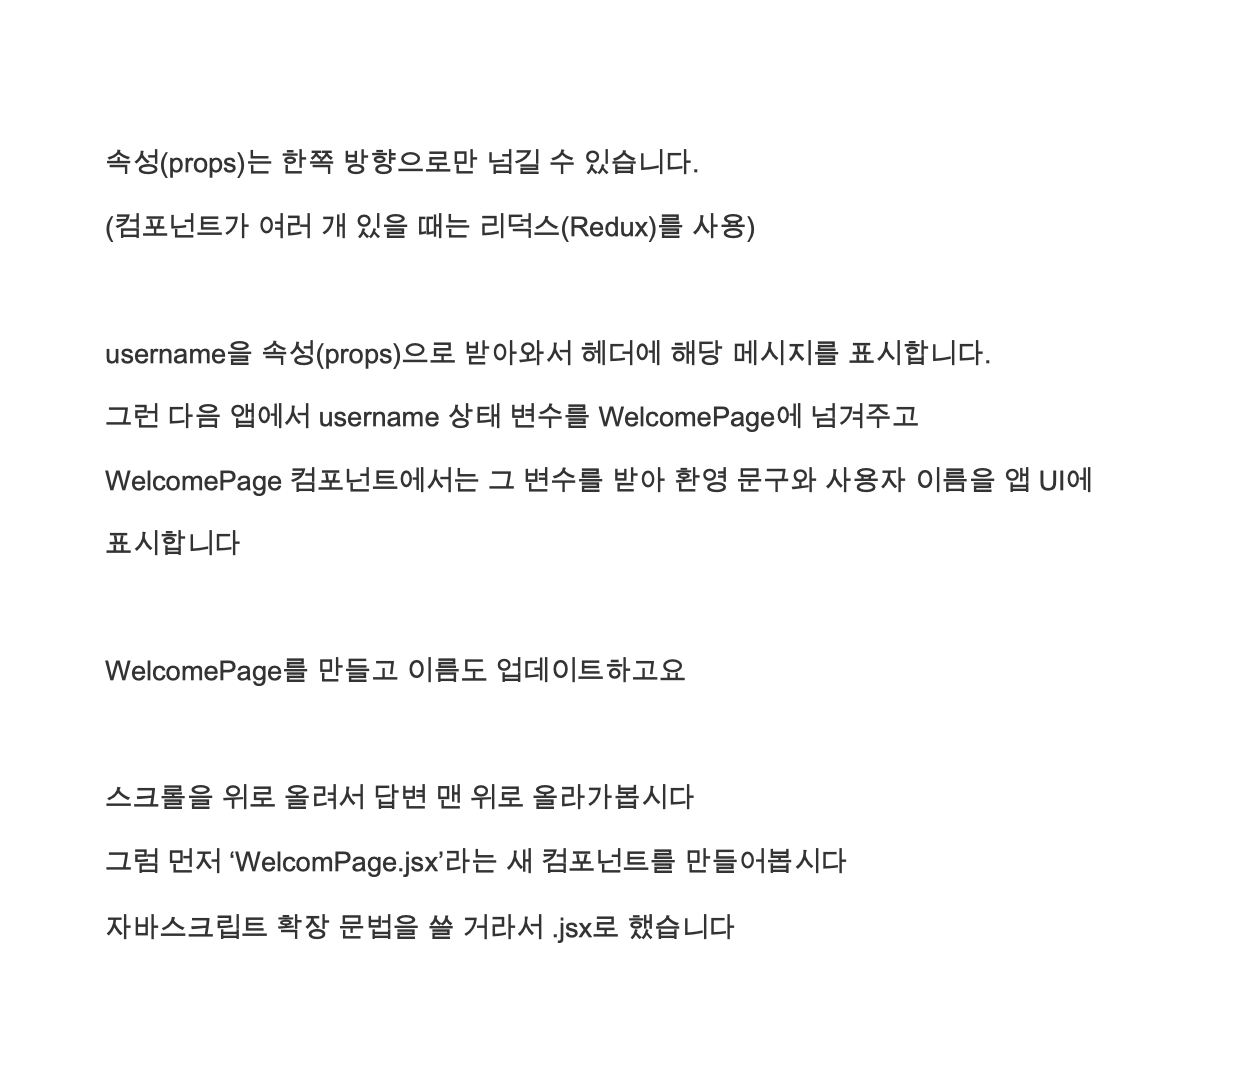 속성(props)는 한쪽 방향으로만 넘길 수 있습니다.
(컴포넌트가 여러 개 있을 때는 리덕스(Redux)를 사용)
username을 속성(props)으로 받아와서 헤더에 해당 메시지를 표시합니다.
그런 다음 앱에서 username 상태 변수를 WelcomePage에 넘겨주고
WelcomePage 컴포넌트에서는 그 변수를 받아 환영 문구와 사용자 이름을 앱 UI에
표시합니다
WelcomePage를 만들고 이름도 업데이트하고요
스크롤을 위로 올려서 답변 맨 위로 올라가봅시다
그럼 먼저 ‘WelcomPage.jsx’라는 새 컴포넌트를 만들어봅시다
자바스크립트 확장 문법을 쓸 거라서 .jsx로 했습니다